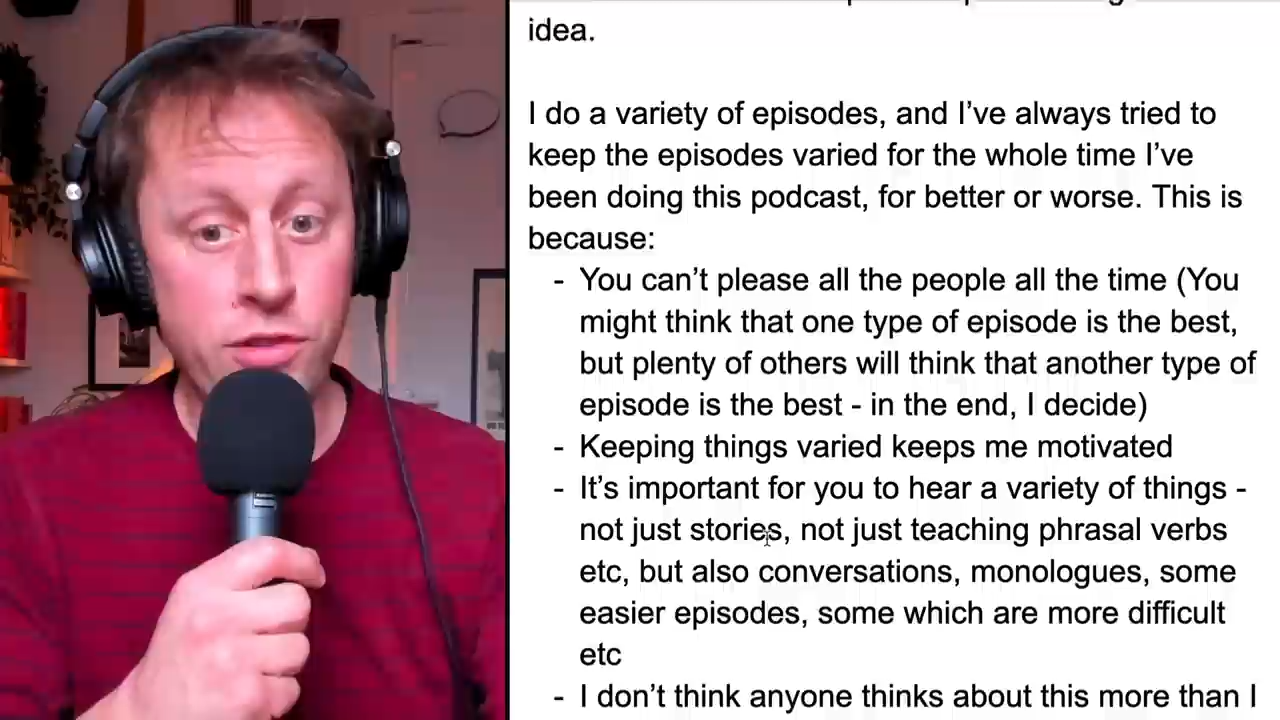 idea.
I do a variety of episodes, and I've always tried to
keep the episodes varied for the whole time I've
been doing this podcast, for better or worse. This is
because:
- You can't please all the people all the time (You
might think that one type of episode is the best,
but plenty of others will think that another type of
episode is the best - in the end, I decide)
- Keeping things varied keeps me motivated
- It's important for you to hear a variety of things -
not just stories, not just teaching phrasal verbs
etc, but also conversations, monologues, some
easier episodes, some which are more difficult
etc
- I don't think anyone thinks about this more than I